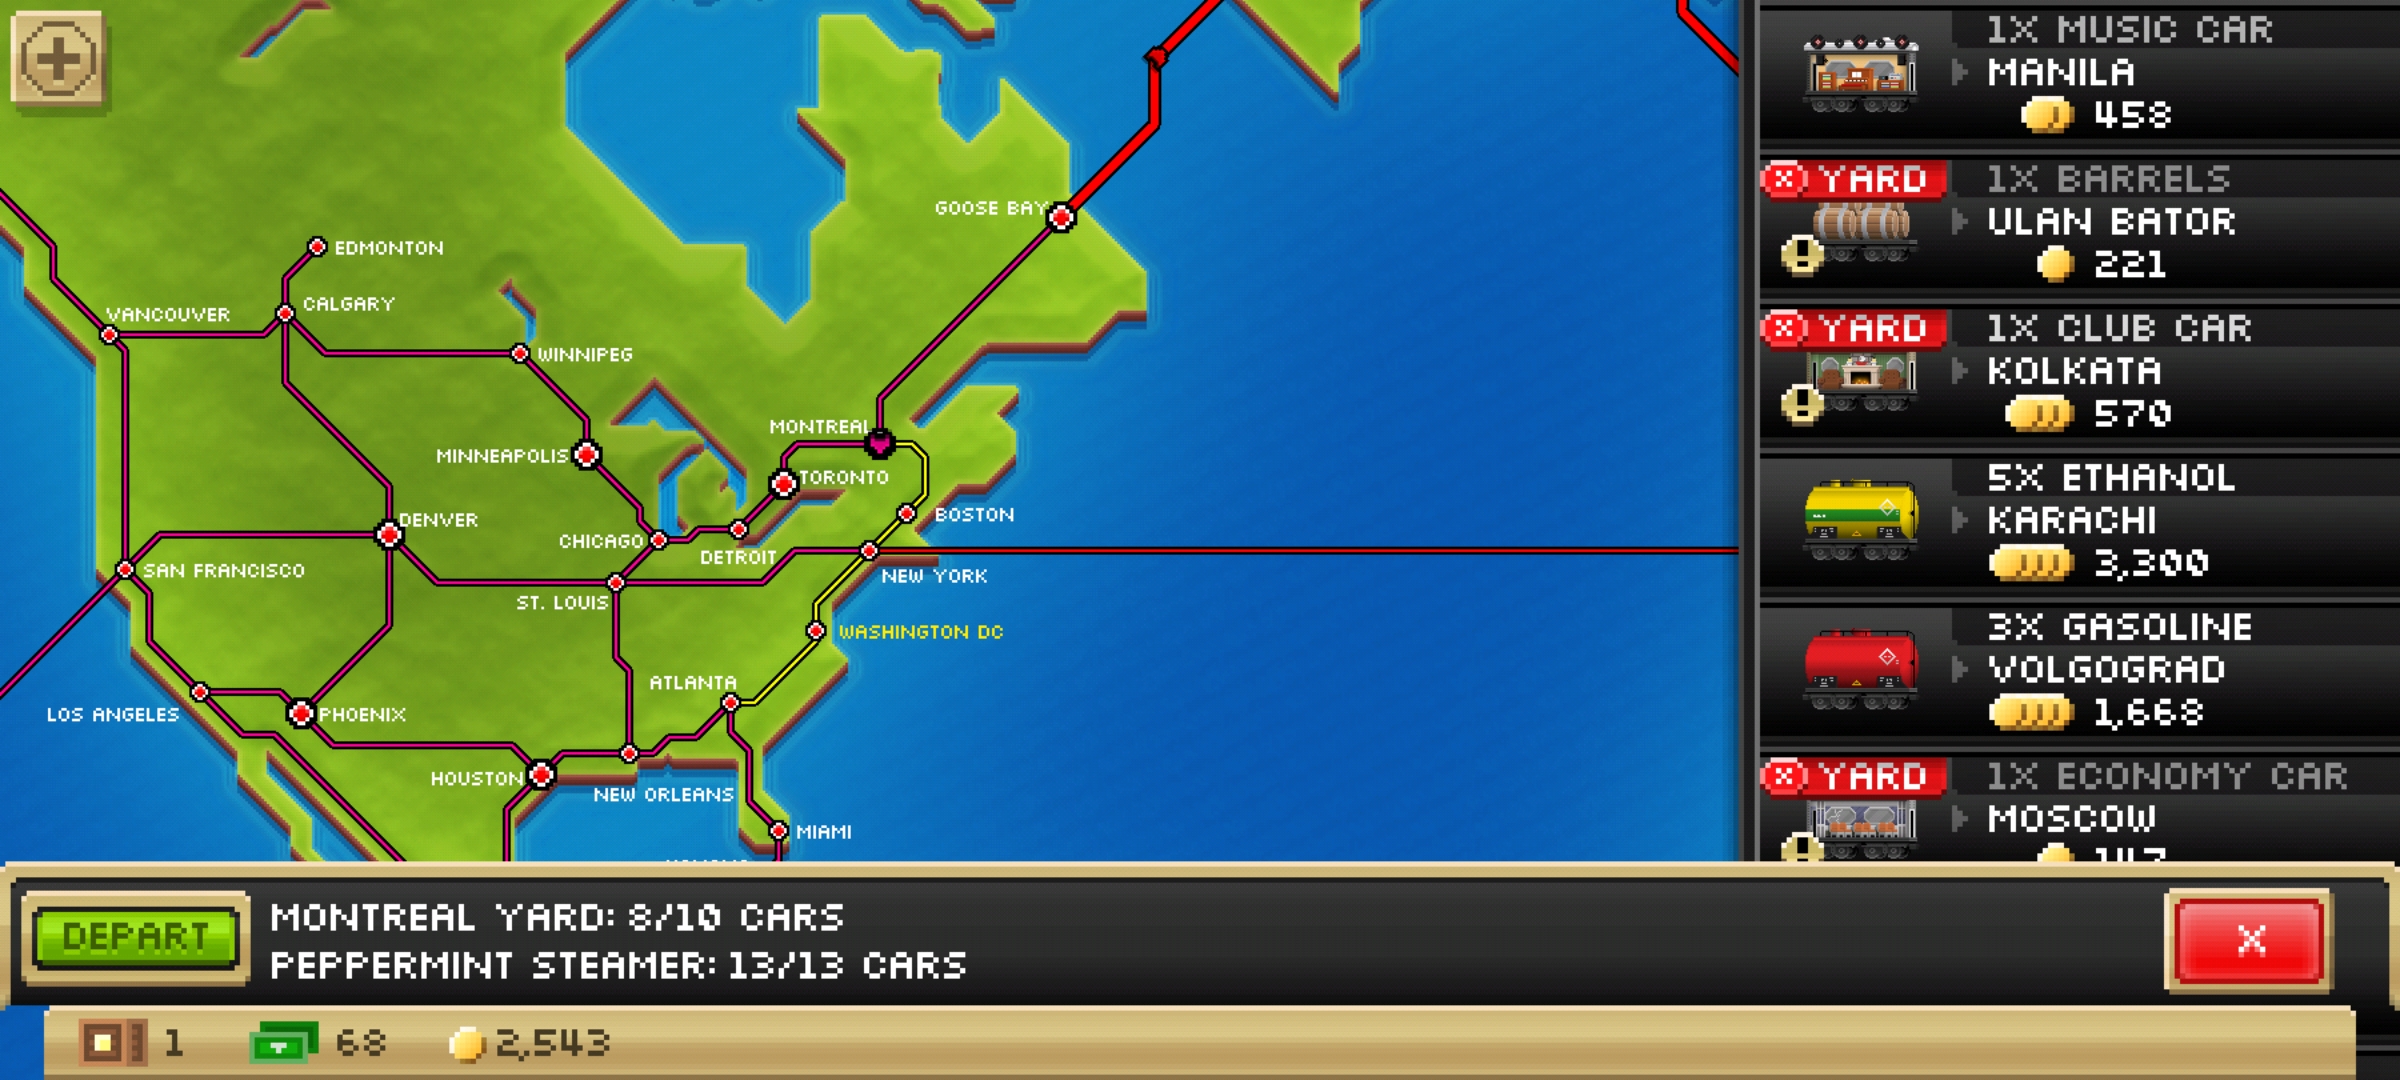 1X MUSIC CAR
MANILA
458
YARD
1X BARRELS
ULAN BATOR
221
YARD
1X CLUB CAR
KOLKATA
570
5X ETHANOL
KARACHI
3,300
3X GASOLINE
VOLGOGRAD
1,668
YARD
1X ECONOMY CAR
MOSCOW
GOOSE BAY
EDMONTON
CALGARY
VANCOUVER
WINNIPEG
MONTREAL
MINNEAPOLIS
TORONTO
DENVER
BOSTON
CHICAGO
DETROIT
SAN FRANCISCO
NEW YORK
ST. LOUIS
WASHINGTON DC
ATLANTA
LOS ANGELES
PHOENIX
HOUSTON
NEW ORLEANS
MIAMI
DEPART
MONTREAL YARD: 8/10 CARS
PEPPERMINT STEAMER: 13/13 CARS
X
1
68
2,543